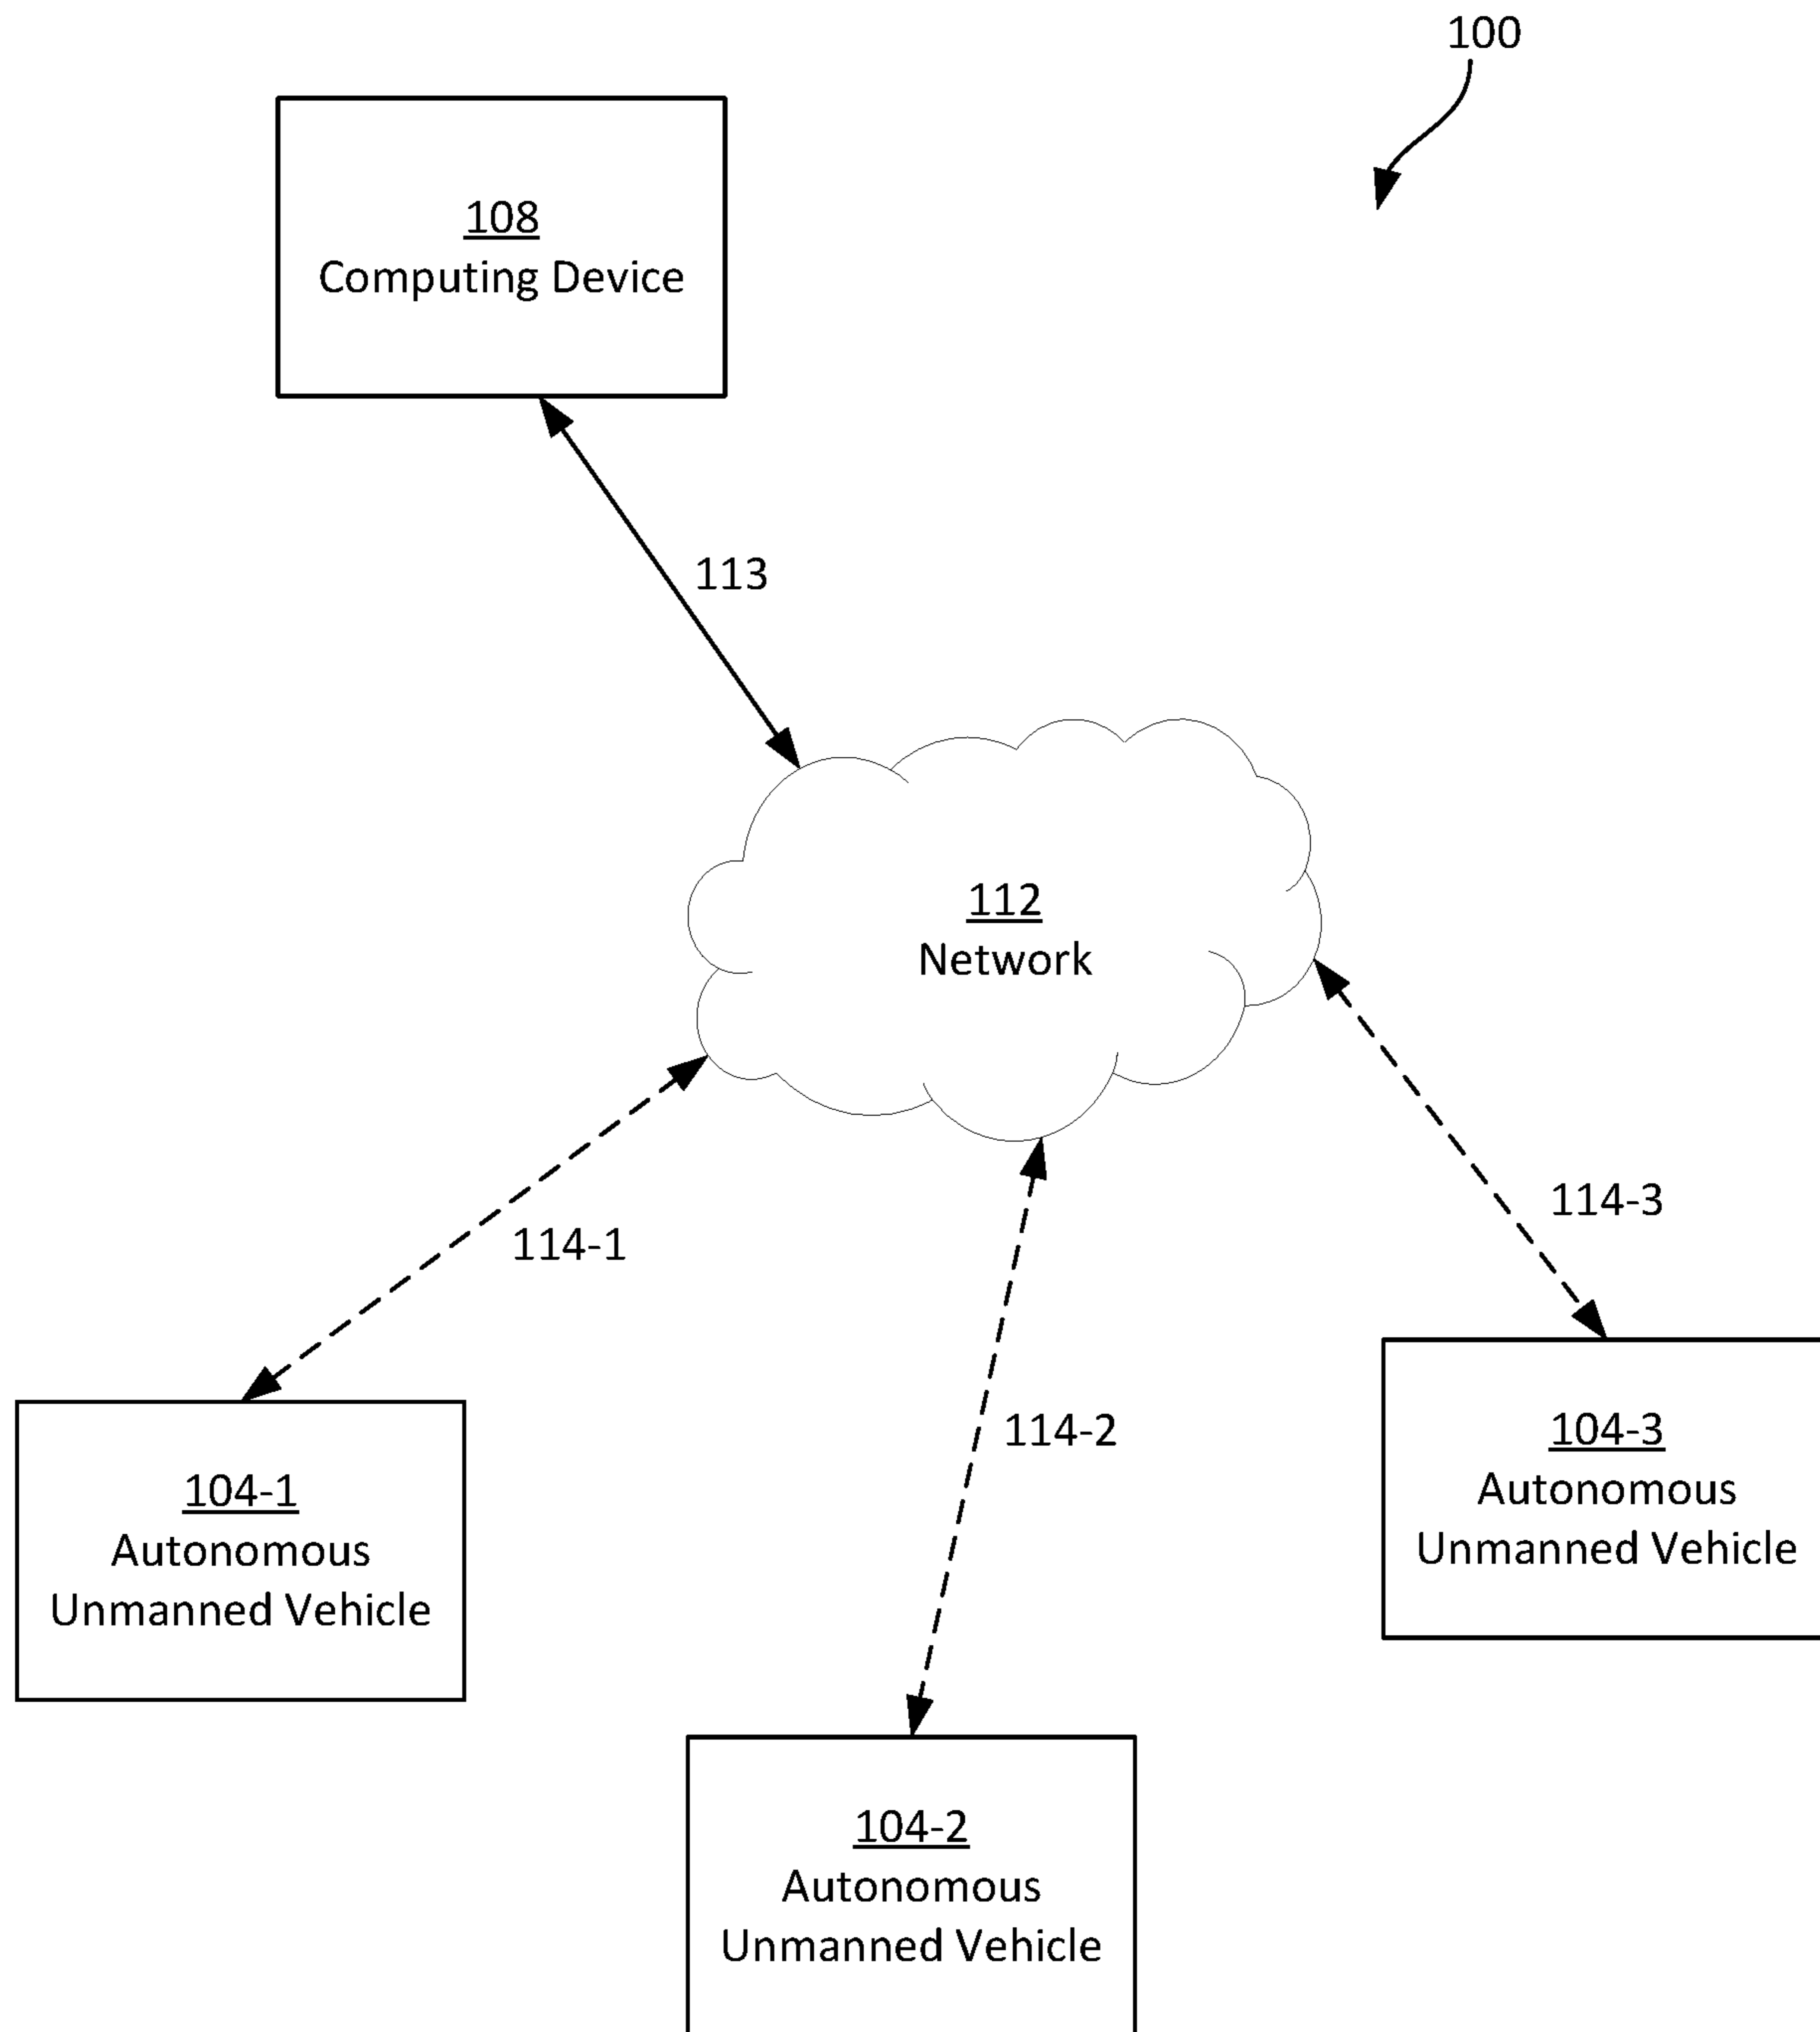 100
108
Computing Device
113
112
Network
114-3
114-1
104-3
Autonomous
Unmanned Vehicle
114-2
104-1
Autonomous
Unmanned Vehicle
104-2
Autonomous
Unmanned Vehicle